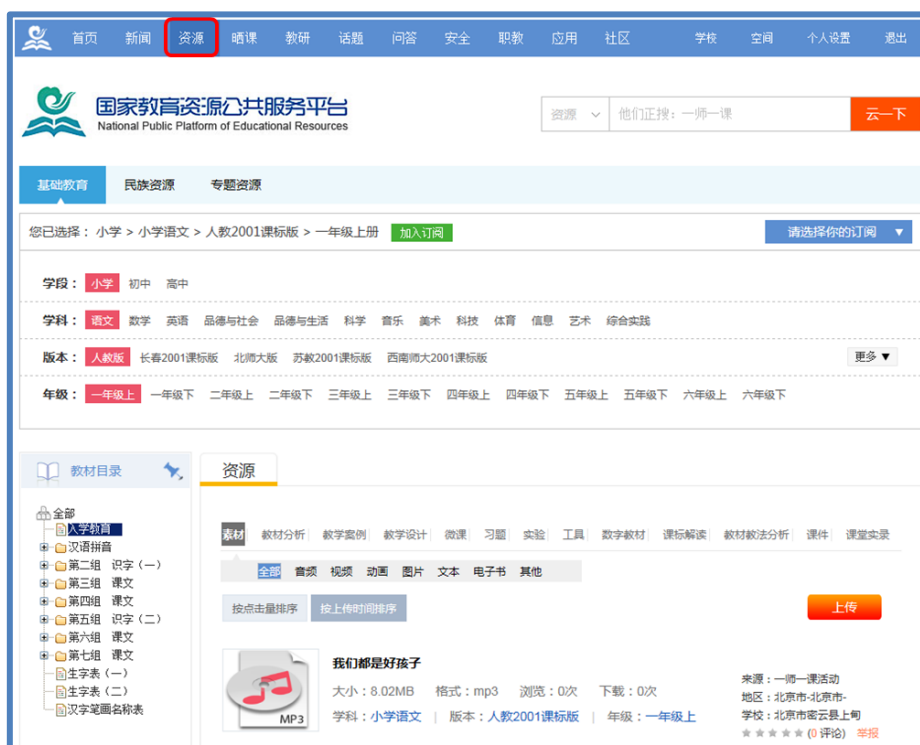 首页 新闻 资源 晒课 教研 话题 问答 安全 职教 应用 社区 学校 空间 个人设置 退出
国家教育资源公共服务平台
National Public Platform of Educational Resources
资源 他们正搜：一师一课 云一下
基础教育 民族资源 专题资源
您已选择： 小学 > 小学语文 > 人教2001课标版 > 一年级上册 加入订阅 请选择你的订阅 ▼
学段： 小学 初中 高中
学科： 语文 数学 英语 品德与社会 品德与生活 科学 音乐 美术 科技 体育 信息 艺术 综合实践
版本： 人教版 长春2001课标版 北师大版 苏教2001课标版 西南师大2001课标版 更多 ▼
年级： 一年级上 一年级下 二年级上 二年级下 三年级上 三年级下 四年级上 四年级下 五年级上 五年级下 六年级上 六年级下
教材目录
全部
入学教育
汉语拼音
第二组 识字（一）
第三组 课文
第四组 课文
第五组 识字（二）
第六组 课文
第七组 课文
生字表（一）
生字表（二）
汉字笔画名称表
资源
素材 教材分析 教学案例 教学设计 微课 习题 实验 工具 数字教材 课标解读 教材教法分析 课件 课堂实录
全部 音频 视频 动画 图片 文本 电子书 其他
按点击量排序 按上传时间排序 上传
MP3
我们都是好孩子
大小：8.02MB 格式：mp3 浏览：0次 下载：0次
学科：小学语文 | 版本：人教2001课标版 | 年级：一年级上
来源：一师一课活动
地区：北京市-北京市-
学校：北京市密云县上甸
★★★★★ (0 评论) 举报